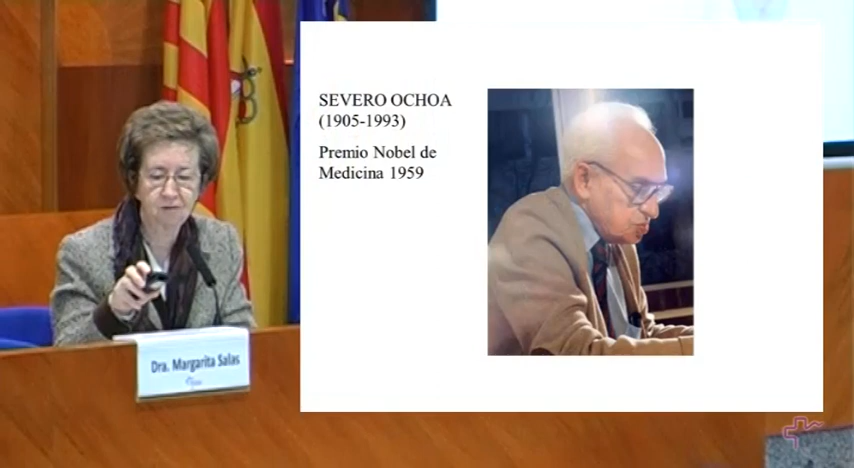 SEVERO OCHOA
(1905-1993)
Premio Nobel de
Medicina 1959
Dra. Margarita Salas